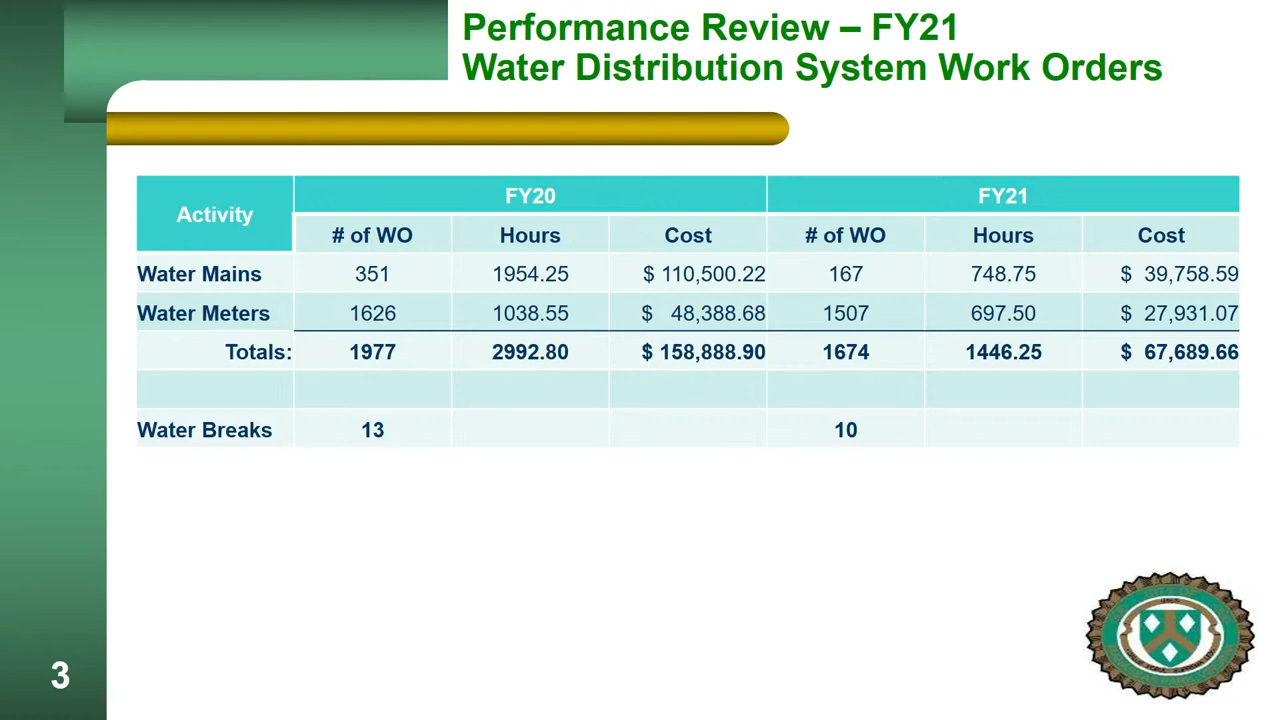 Performance Review – FY21
Water Distribution System Work Orders
Activity FY20 FY21
# of WO Hours Cost # of WO Hours Cost
Water Mains 351 1954.25 $ 110,500.22 167 748.75 $ 39,758.59
Water Meters 1626 1038.55 $ 48,388.68 1507 697.50 $ 27,931.07
Totals: 1977 2992.80 $ 158,888.90 1674 1446.25 $ 67,689.66
Water Breaks 13 10
3